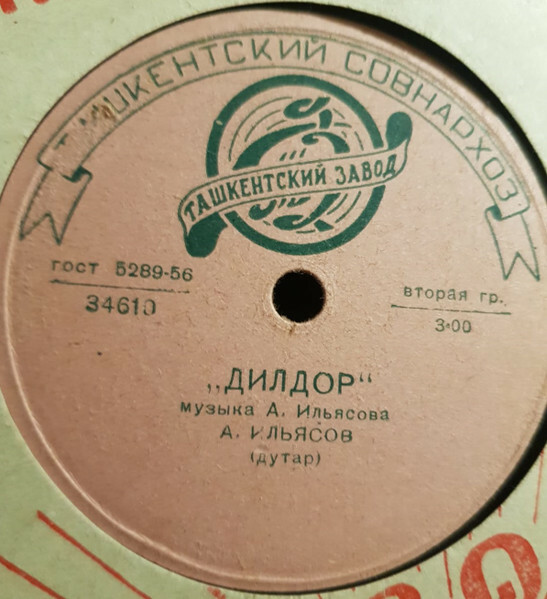 ТАШКЕНТСКИЙ СОВНАРХОЗ
ТАШКЕНТСКИЙ ЗАВОД
гост 5289-56
34610
вторая гр.
3-00
„ДИЛДОР“
музыка А. Ильясова
А. ИЛЬЯСОВ
(дутар)